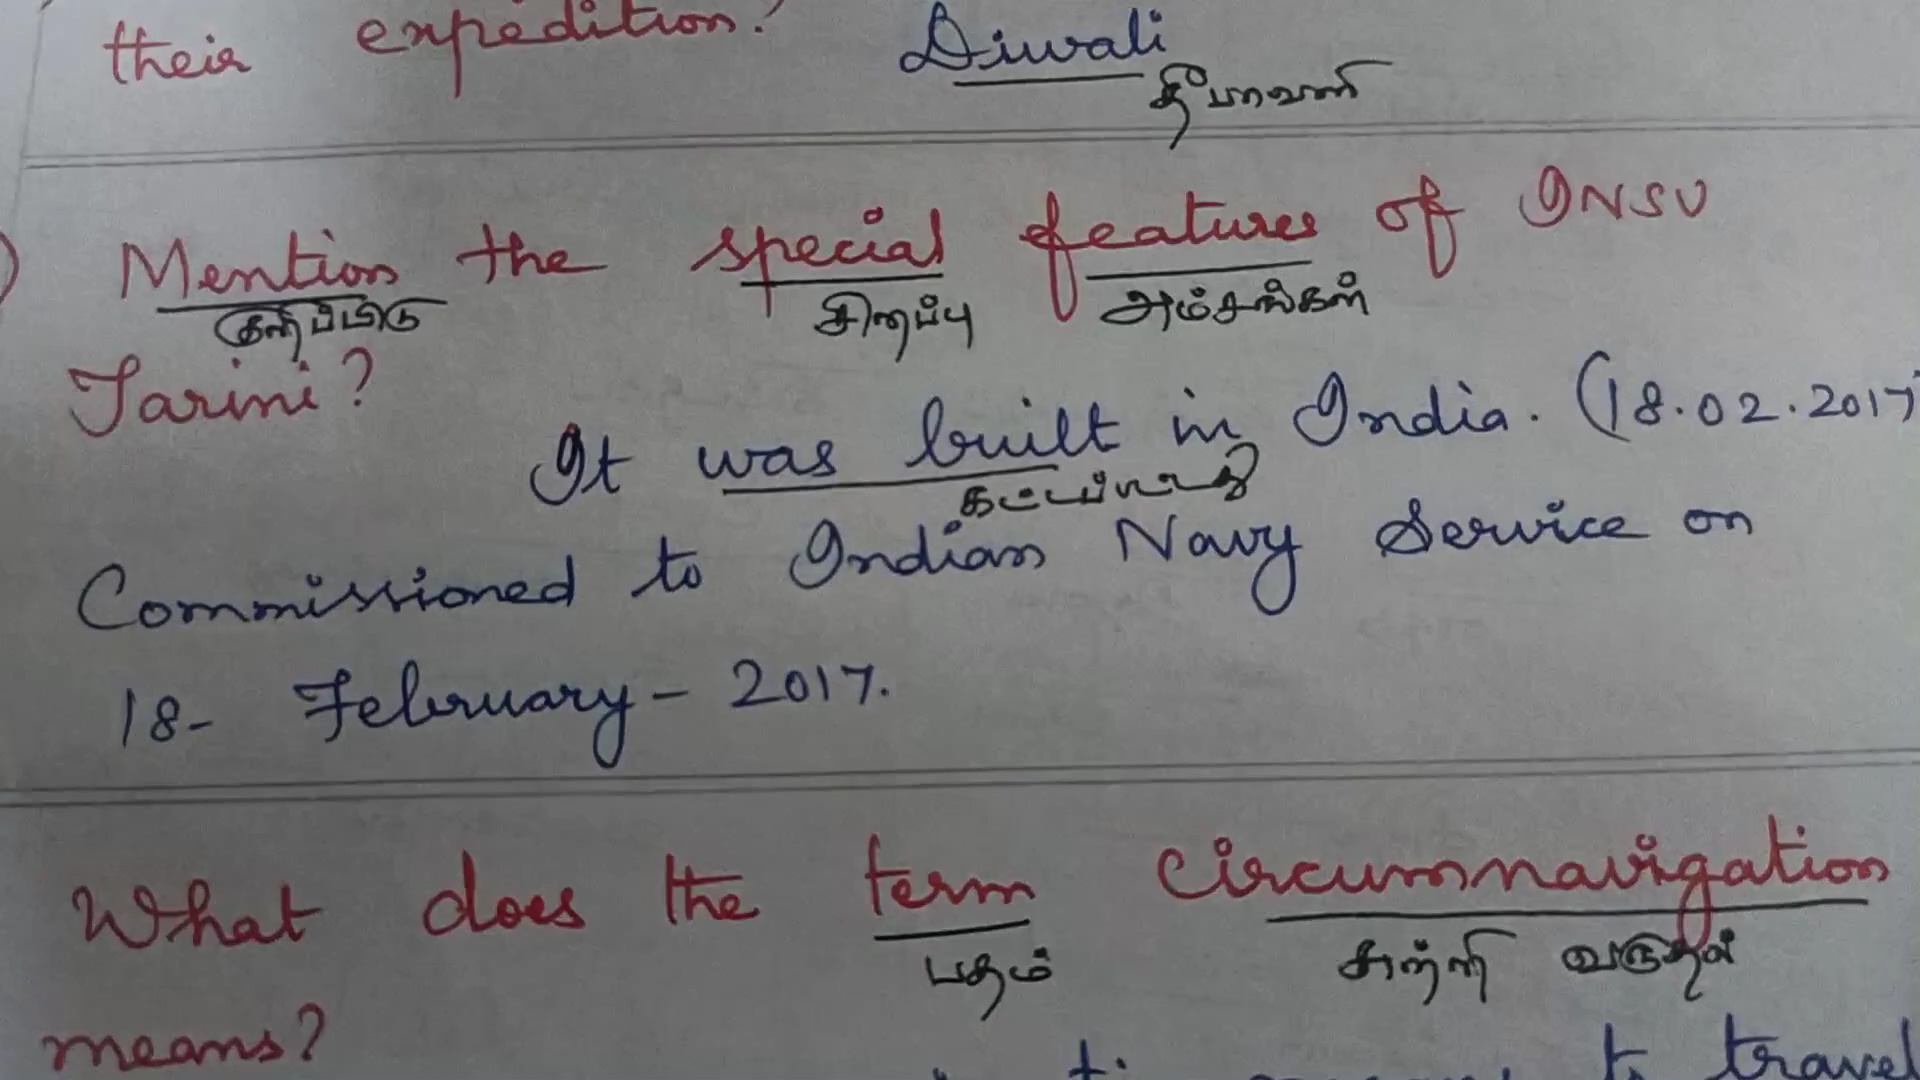 their expedition? Diwali
தீபாவளி
Mention the special features of INSV
குறிப்பிடு சிறப்பு அம்சங்கள்
Tarini?
It was built in India. (18.02.2017)
கட்டப்பட்டது
Commissioned to Indian Navy Service on
18- February - 2017.
What does the term circumnavigation
பதம் சுற்றி வருதல்
means?
to travel